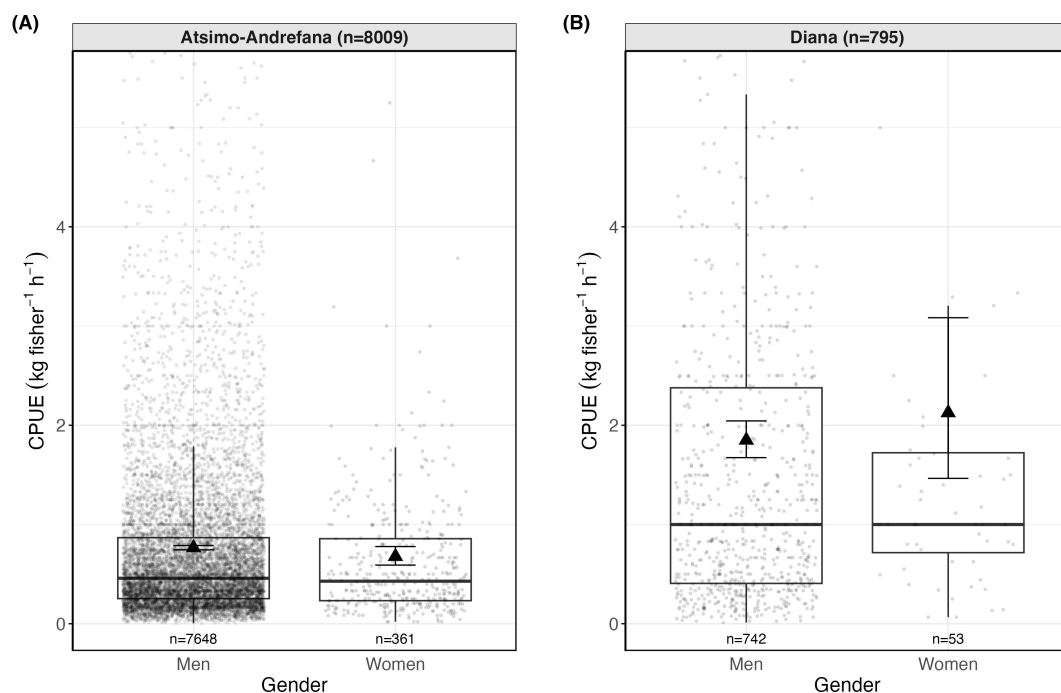 (A)
Atsimo-Andrefana (n=8009)
CPUE (kg fisher⁻¹ h⁻¹)
4
2
0
n=7648
n=361
Men
Women
Gender
(B)
Diana (n=795)
CPUE (kg fisher⁻¹ h⁻¹)
4
2
0
n=742
n=53
Men
Women
Gender